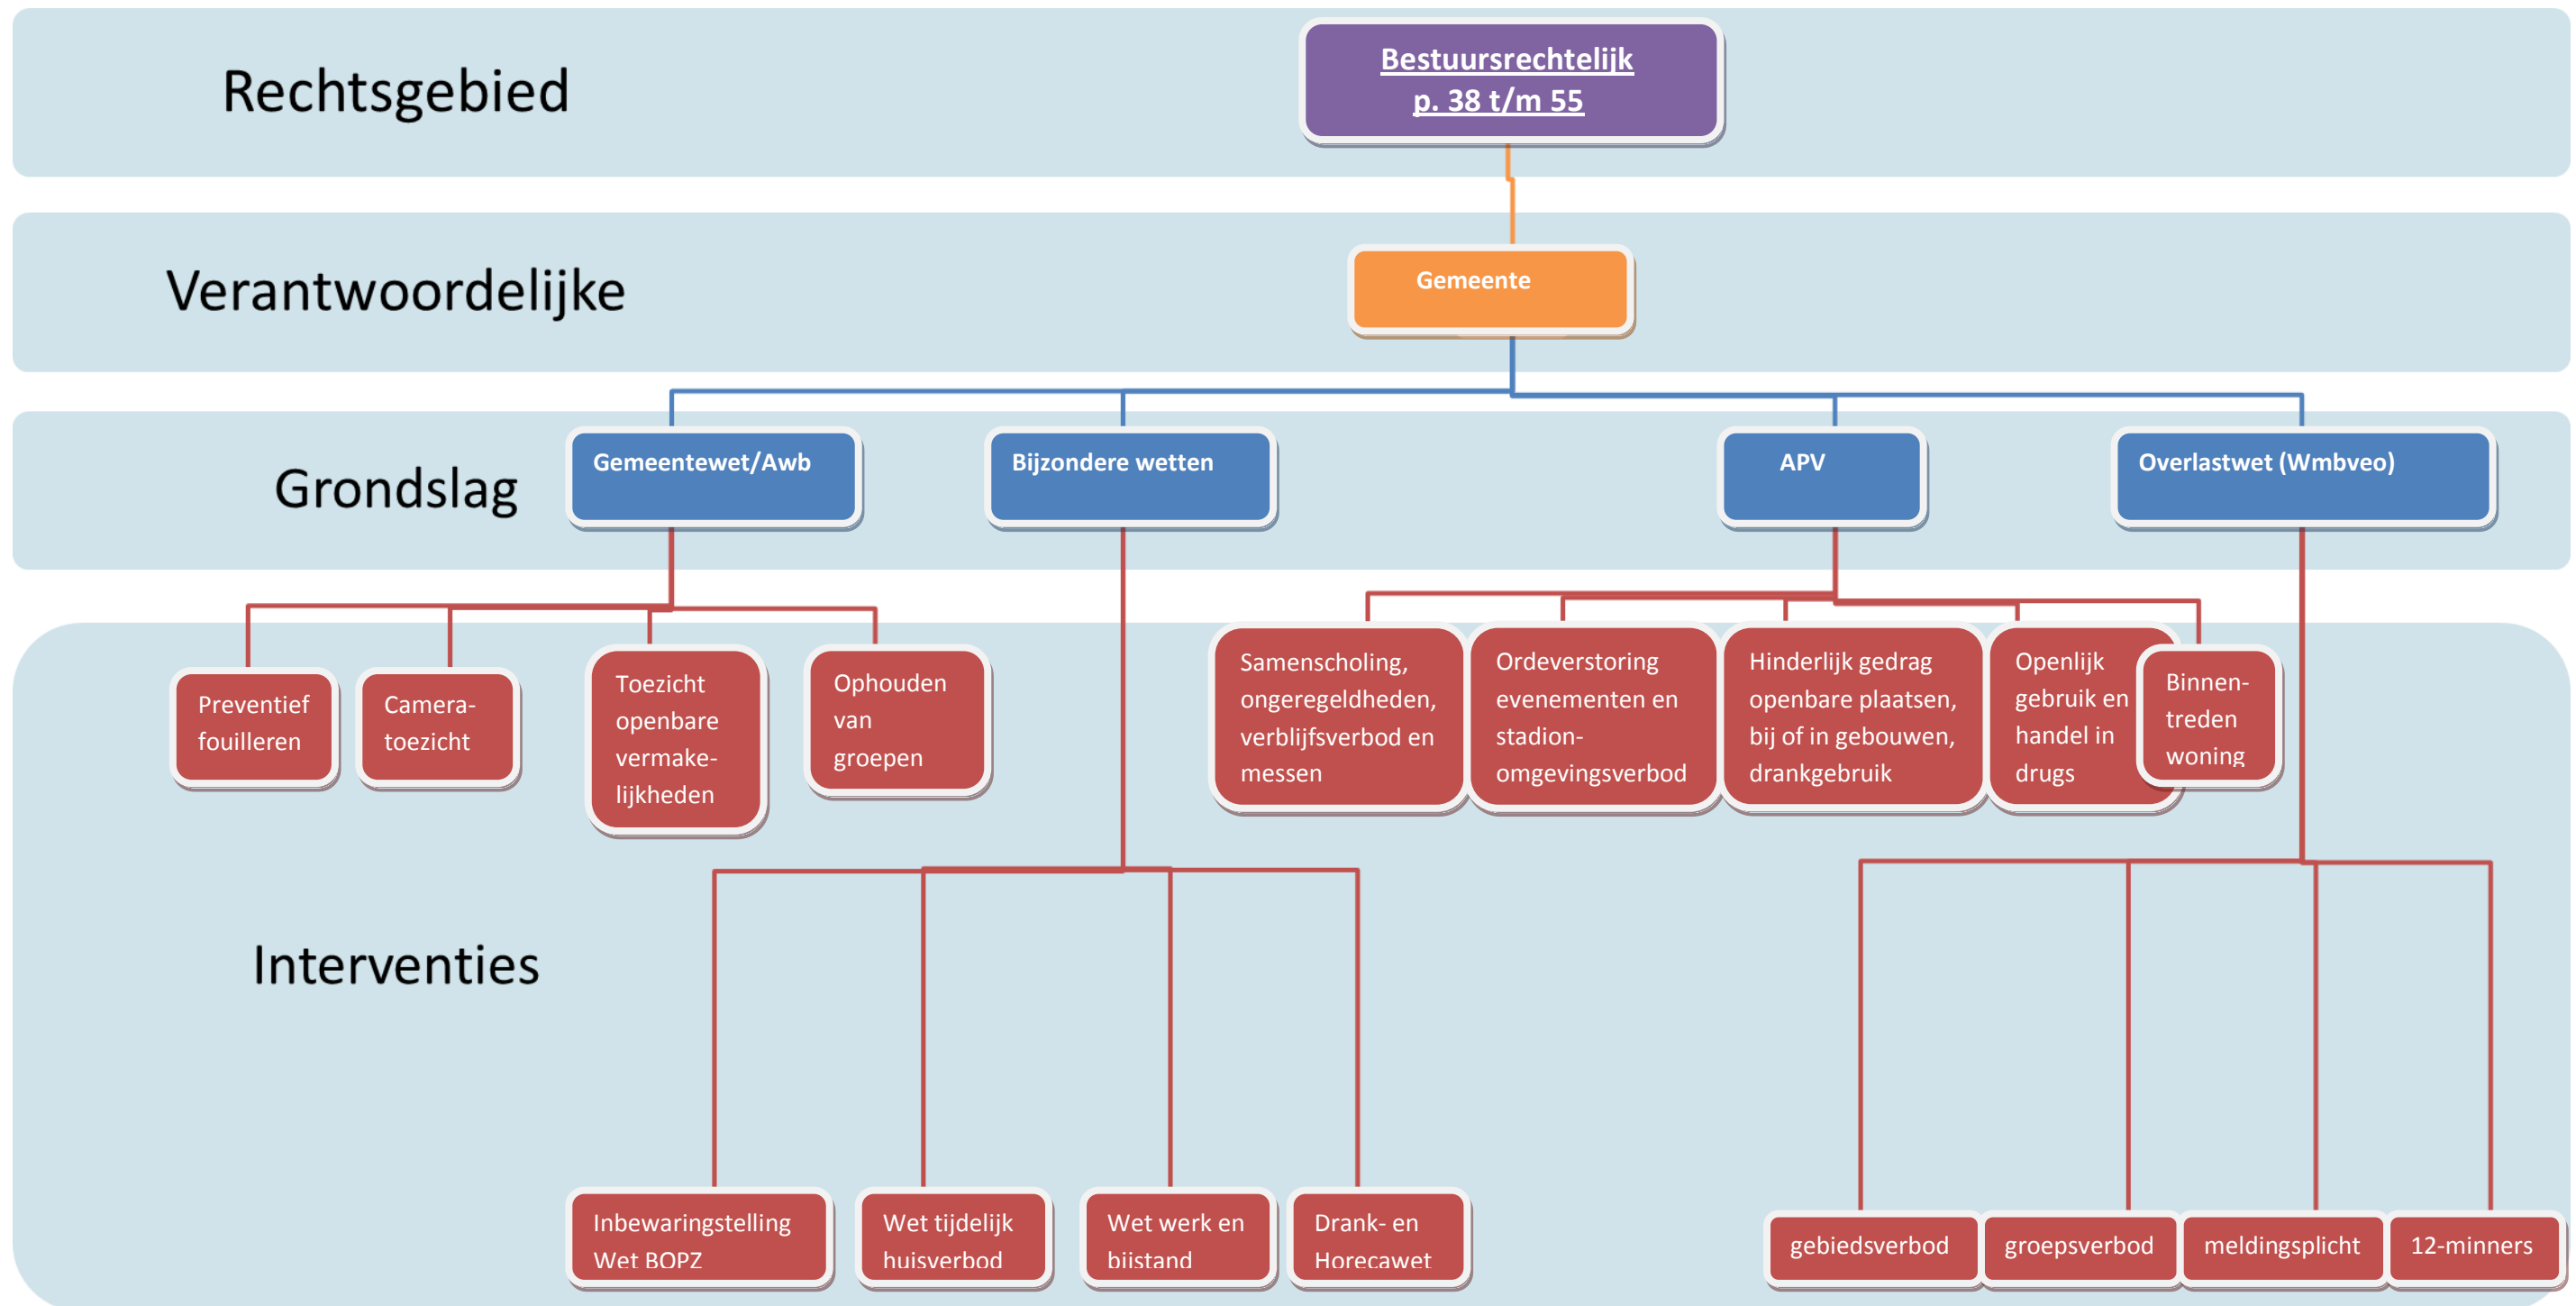 Rechtsgebied
Bestuursrechtelijk
p. 38 t/m 55
Verantwoordelijke
Gemeente
Grondslag
Gemeentewet/Awb
Bijzondere wetten
APV
Overlastwet (Wmbveo)
Interventies
Preventief
fouilleren
Camera-
toezicht
Toezicht
openbare
vermake-
lijkheden
Ophouden
van
groepen
Samenscholing,
ongeregeldheden,
verblijfsverbod en
messen
Ordeverstoring
evenementen en
stadion-
omgevingsverbod
Hinderlijk gedrag
openbare plaatsen,
bij of in gebouwen,
drankgebruik
Openlijk
gebruik en
handel in
drugs
Binnen-
treden
woning
Inbewaringstelling
Wet BOPZ
Wet tijdelijk
huisverbod
Wet werk en
bijstand
Drank- en
Horecawet
gebiedsverbod
groepsverbod
meldingsplicht
12-minners